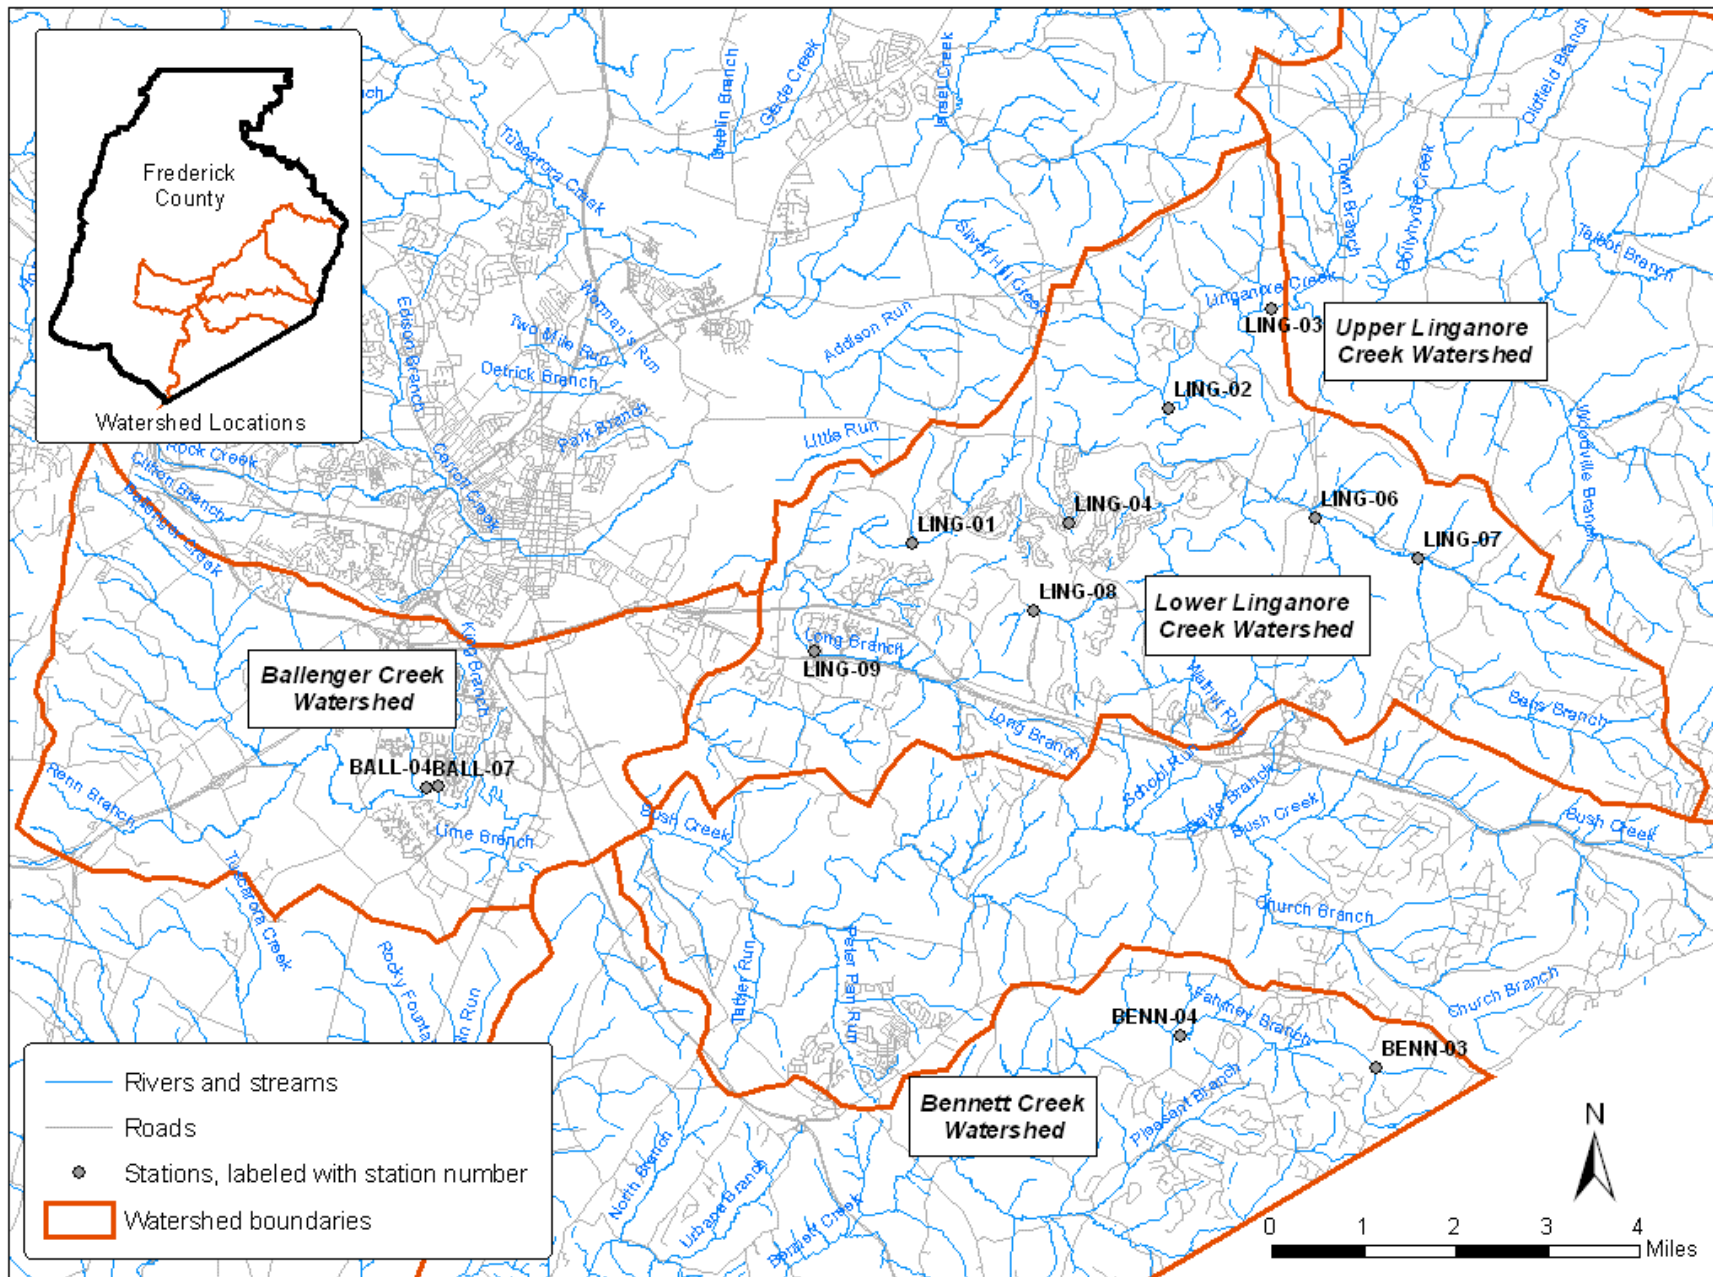 Frederick
County
Watershed Locations
Dublin Branch
Glade Creek
Israel Creek
Oldfield Branch
Tuscarora Creek
Town Branch
Dollyhyde Creek
Talbot Branch
Silver Hill Creek
Linganore Creek
LING-03
Upper Linganore
Creek Watershed
Edison Branch
Woman's Run
Two Mile Run
Detrick Branch
Addison Run
LING-02
Park Branch
Little Run
Woodville Branch
Rock Creek
Clifton Branch
Ballenger Creek
Carroll Creek
LING-01
LING-04
LING-06
LING-07
LING-08
Lower Linganore
Creek Watershed
King Branch
Long Branch
LING-09
Ballenger Creek
Watershed
Long Branch
Walnut Run
Bens Branch
BALL-04
BALL-07
Renn Branch
Lime Branch
Bush Creek
School Run
Davis Branch
Bush Creek
Bush Creek
Tuscarora Creek
Rocky Fountain Run
Tabler Run
Peter Pan Run
Church Branch
Church Branch
Fahrney Branch
BENN-04
BENN-03
Pleasant Branch
Bennett Creek
Watershed
North Branch
Urbana Branch
Bennett Creek
Rivers and streams
Roads
Stations, labeled with station number
Watershed boundaries
N
0 1 2 3 4
Miles